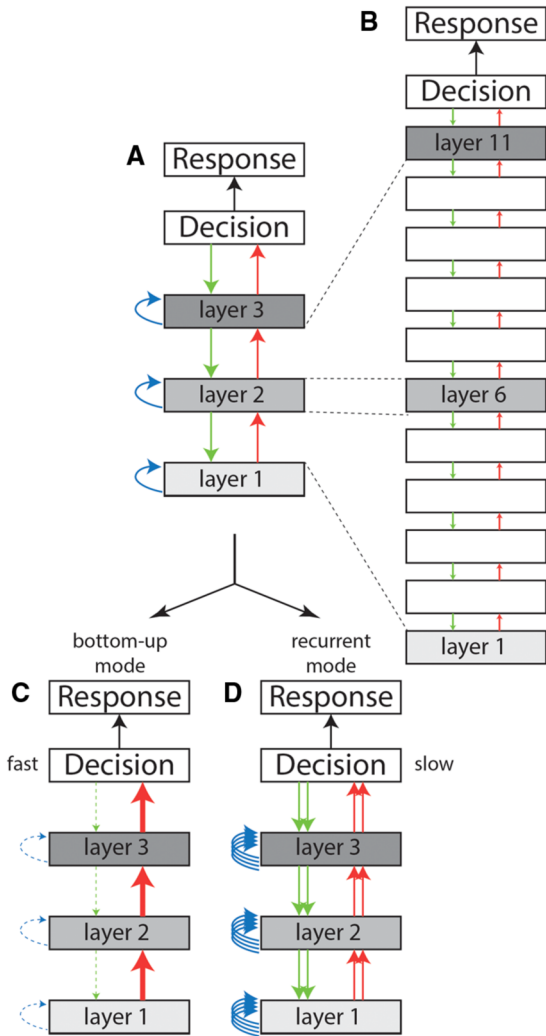 A
Response
Decision
layer 3
layer 2
layer 1
B
Response
Decision
layer 11
layer 6
layer 1
bottom-up
mode
recurrent
mode
C
Response
fast
Decision
layer 3
layer 2
layer 1
D
Response
Decision
slow
layer 3
layer 2
layer 1